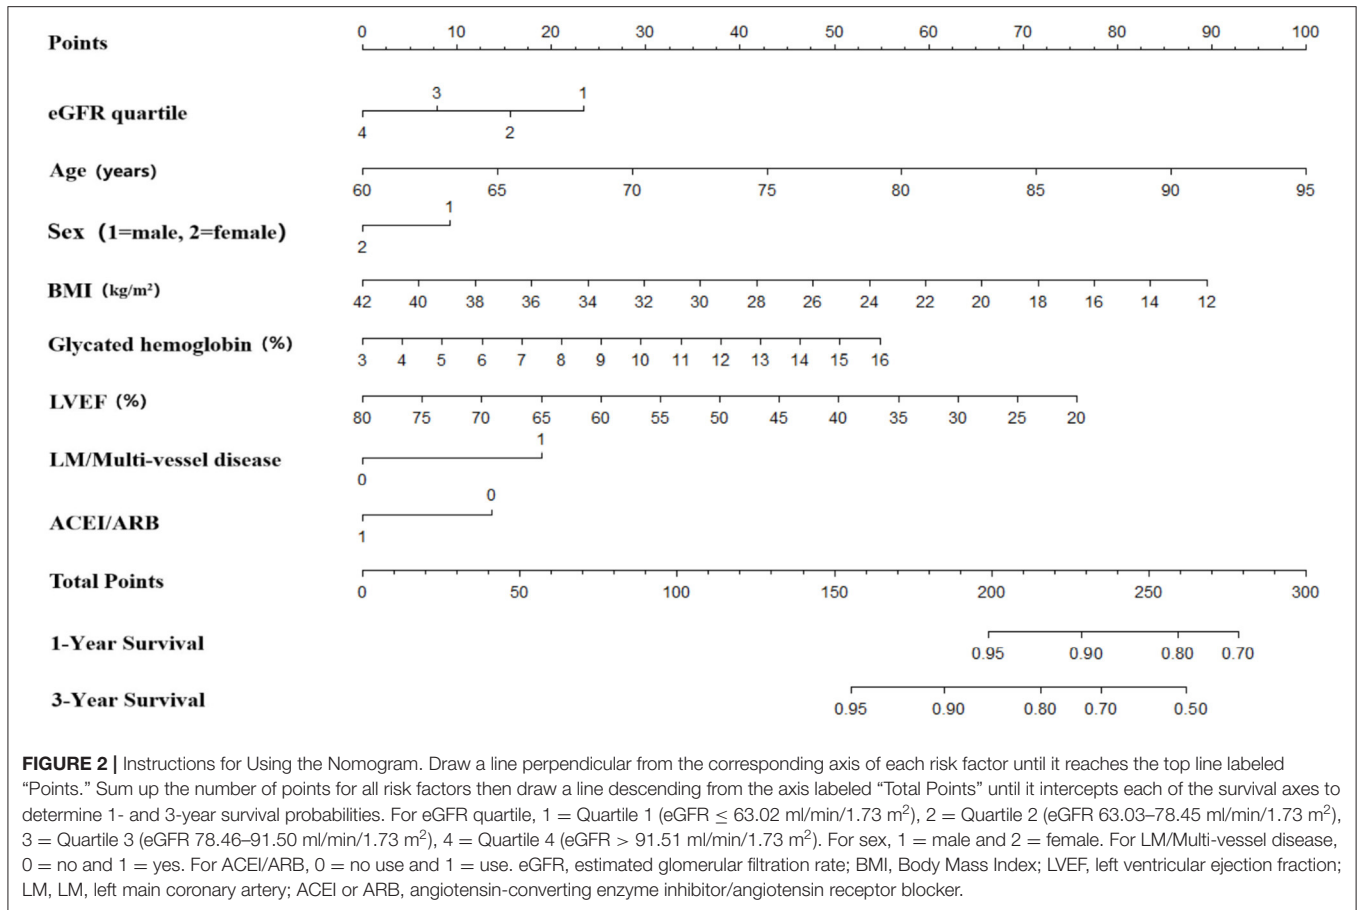 Points
0 10 20 30 40 50 60 70 80 90 100
eGFR quartile
3 1
4 2
Age (years)
60 65 70 75 80 85 90 95
Sex (1=male, 2=female)
1
2
BMI (kg/m²)
42 40 38 36 34 32 30 28 26 24 22 20 18 16 14 12
Glycated hemoglobin (%)
3 4 5 6 7 8 9 10 11 12 13 14 15 16
LVEF (%)
80 75 70 65 60 55 50 45 40 35 30 25 20
LM/Multi-vessel disease
1
0
ACEI/ARB
0
1
Total Points
0 50 100 150 200 250 300
1-Year Survival
0.95 0.90 0.80 0.70
3-Year Survival
0.95 0.90 0.80 0.70 0.50
FIGURE 2 | Instructions for Using the Nomogram. Draw a line perpendicular from the corresponding axis of each risk factor until it reaches the top line labeled
“Points.” Sum up the number of points for all risk factors then draw a line descending from the axis labeled “Total Points” until it intercepts each of the survival axes to
determine 1- and 3-year survival probabilities. For eGFR quartile, 1 = Quartile 1 (eGFR ≤ 63.02 ml/min/1.73 m²), 2 = Quartile 2 (eGFR 63.03–78.45 ml/min/1.73 m²),
3 = Quartile 3 (eGFR 78.46–91.50 ml/min/1.73 m²), 4 = Quartile 4 (eGFR > 91.51 ml/min/1.73 m²). For sex, 1 = male and 2 = female. For LM/Multi-vessel disease,
0 = no and 1 = yes. For ACEI/ARB, 0 = no use and 1 = use. eGFR, estimated glomerular filtration rate; BMI, Body Mass Index; LVEF, left ventricular ejection fraction;
LM, LM, left main coronary artery; ACEI or ARB, angiotensin-converting enzyme inhibitor/angiotensin receptor blocker.